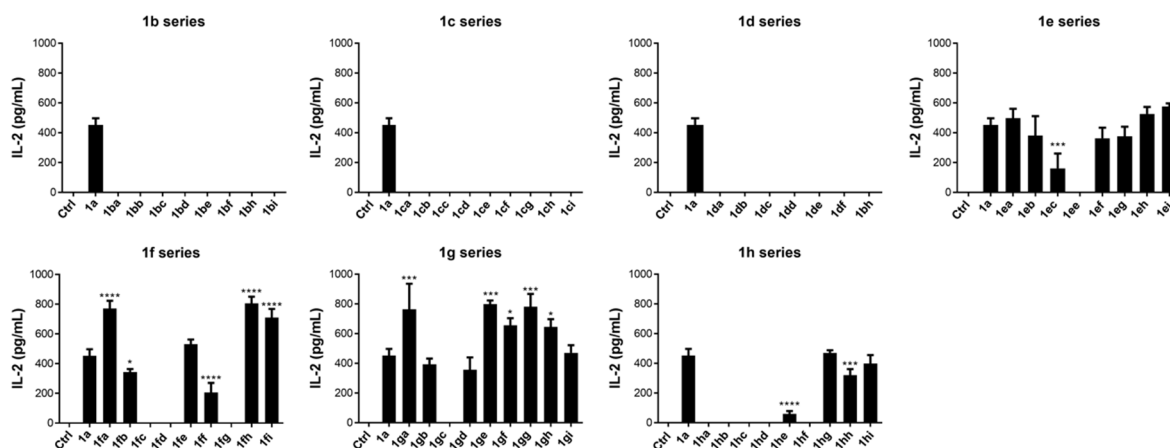 1b series
1000
800
600
400
200
0
IL-2 (pg/mL)
Ctrl 1a 1ba 1bb 1bc 1bd 1be 1bf 1bh 1bi
1c series
1000
800
600
400
200
0
IL-2 (pg/mL)
Ctrl 1a 1ca 1cb 1cc 1cd 1ce 1cf 1cg 1ch 1ci
1d series
1000
800
600
400
200
0
IL-2 (pg/mL)
Ctrl 1a 1da 1db 1dc 1dd 1de 1df 1bh
1e series
1000
800
600
400
200
0
IL-2 (pg/mL)
***
Ctrl 1a 1ea 1eb 1ec 1ee 1ef 1eg 1eh 1ei
1f series
1000
800
600
400
200
0
IL-2 (pg/mL)
**** * **** **** ****
Ctrl 1a 1fa 1fb 1fc 1fd 1fe 1ff 1fg 1fh 1fi
1g series
1000
800
600
400
200
0
IL-2 (pg/mL)
*** *** * *** *
Ctrl 1a 1ga 1gb 1gc 1gd 1ge 1gf 1gg 1gh 1gi
1h series
1000
800
600
400
200
0
IL-2 (pg/mL)
**** ***
Ctrl 1a 1ha 1hb 1hc 1hd 1he 1hf 1hg 1hh 1hi